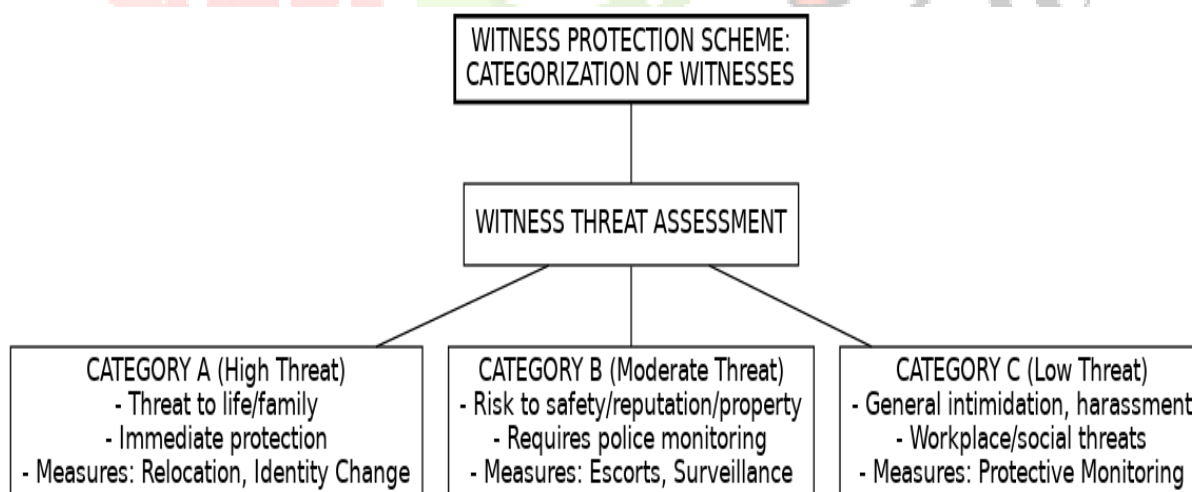 WITNESS PROTECTION SCHEME:
CATEGORIZATION OF WITNESSES
WITNESS THREAT ASSESSMENT
CATEGORY A (High Threat)
- Threat to life/family
- Immediate protection
- Measures: Relocation, Identity Change
CATEGORY B (Moderate Threat)
- Risk to safety/reputation/property
- Requires police monitoring
- Measures: Escorts, Surveillance
CATEGORY C (Low Threat)
- General intimidation, harassment
- Workplace/social threats
- Measures: Protective Monitoring